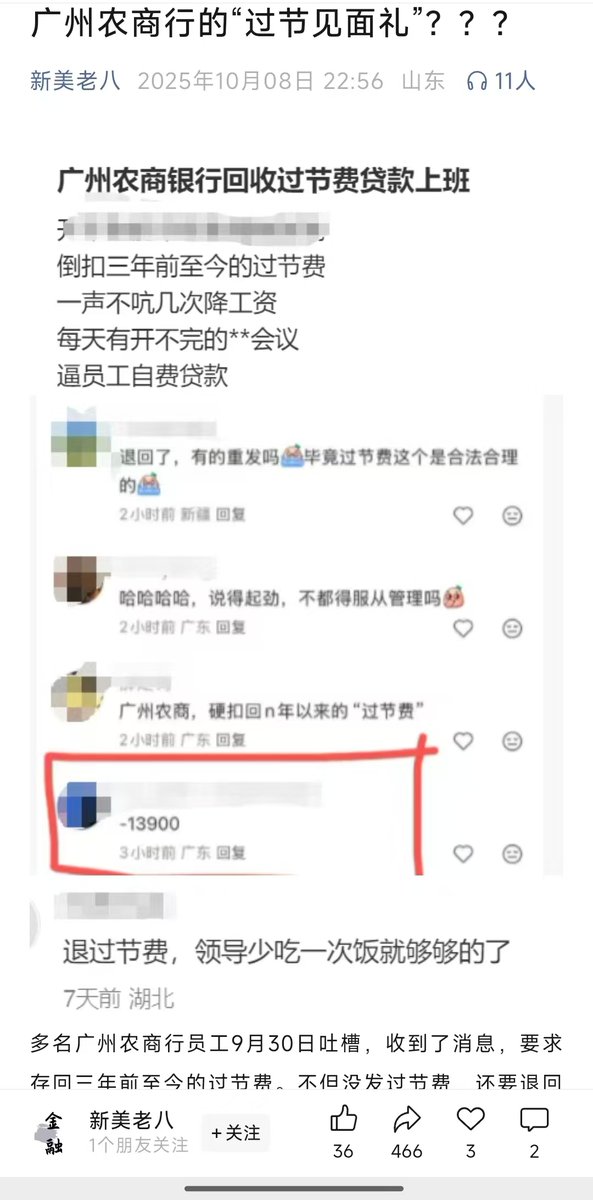 广州农商行的“过节见面礼”？？？
新美老八 2025年10月08日 22:56 山东 11人
广州农商银行回收过节费贷款上班
倒扣三年前至今的过节费
一声不吭几次降工资
每天有开不完的**会议
逼员工自费贷款
退回了，有的重发吗毕竟过节费这个是合法合理
的
2小时前 新疆 回复
哈哈哈哈，说得起劲，不都得服从管理吗
2小时前 广东 回复
广州农商，硬扣回n年以来的“过节费”
2小时前 广东 回复
-13900
3小时前 广东 回复
退过节费，领导少吃一次饭就够够的了
7天前 湖北
多名广州农商行员工9月30日吐槽，收到了消息，要求
存回三年前至今的过节费。不但没发过节费，还要退回
金融
新美老八
1个朋友关注
+关注
36 466 3 2